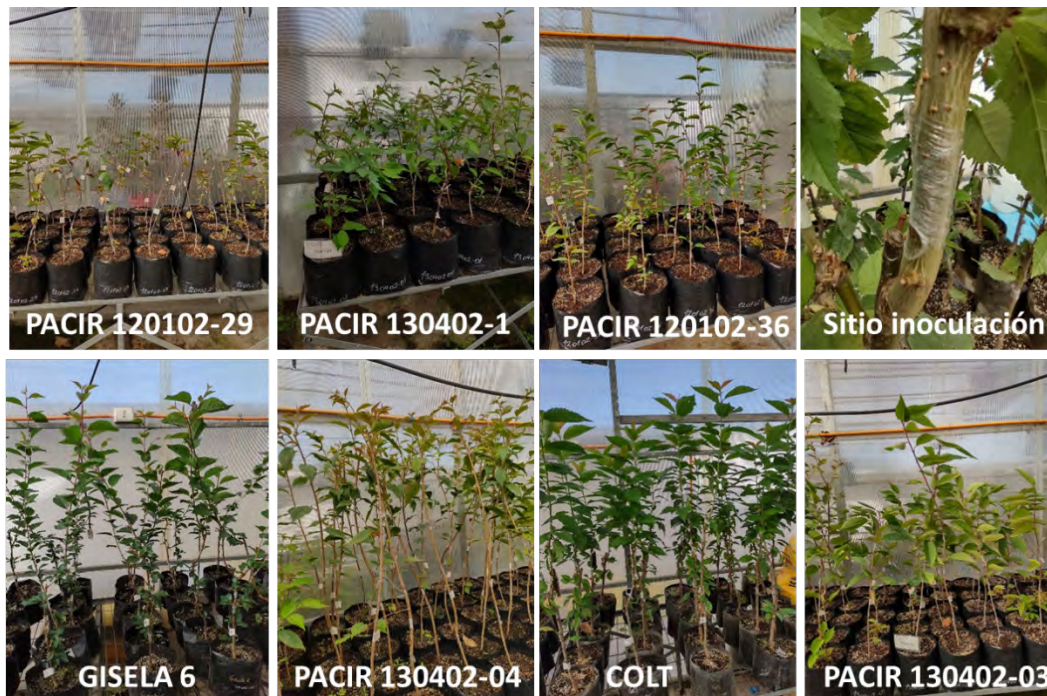 PACIR 120102-29
PACIR 130402-1
PACIR 120102-36
Sitio inoculación
GISELA 6
PACIR 130402-04
COLT
PACIR 130402-03